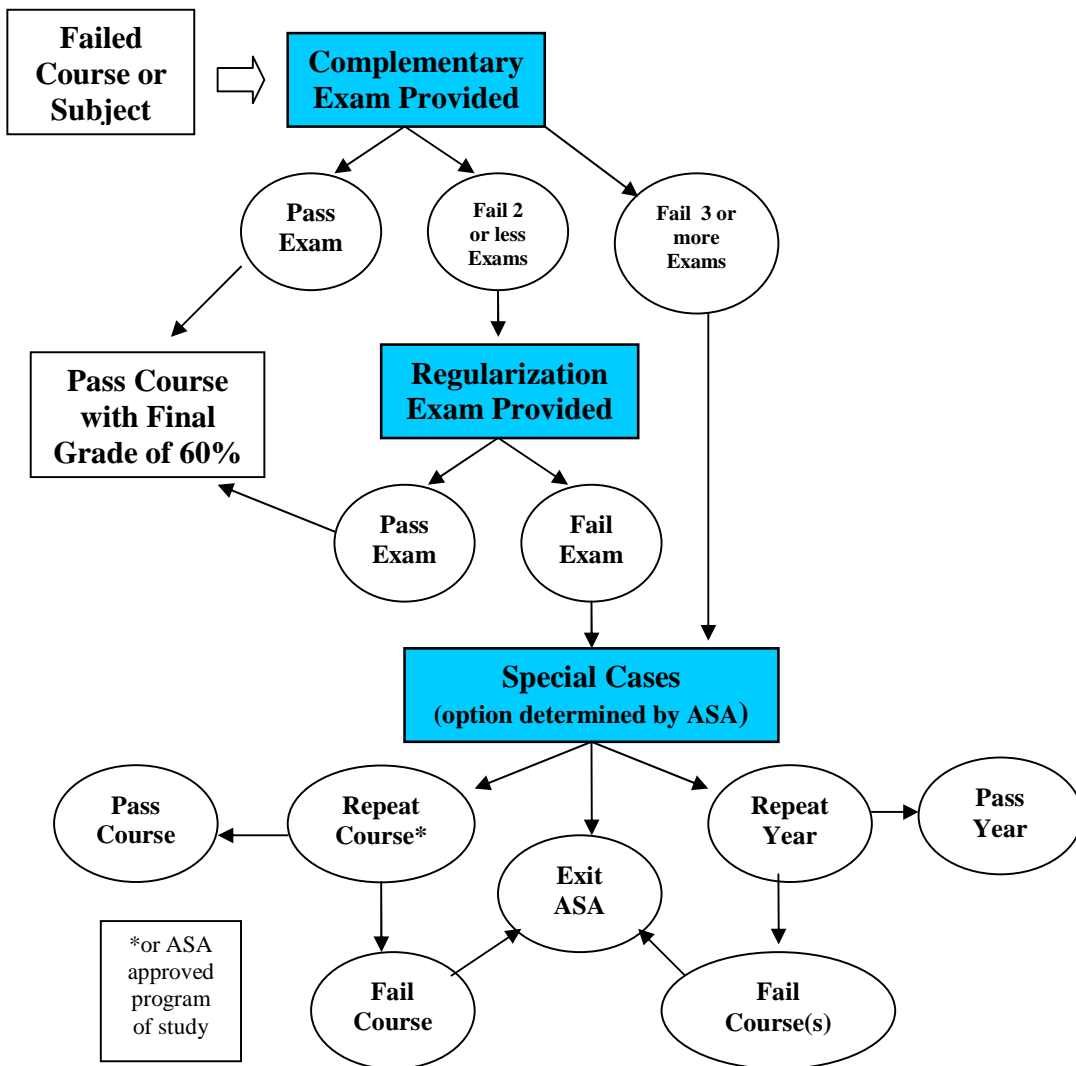 Failed
Course or
Subject
Complementary
Exam Provided
Pass
Exam
Fail 2
or less
Exams
Fail 3 or
more
Exams
Pass Course
with Final
Grade of 60%
Regularization
Exam Provided
Pass
Exam
Fail
Exam
Special Cases
(option determined by ASA)
Pass
Course
Repeat
Course*
Exit
ASA
Repeat
Year
Pass
Year
*or ASA
approved
program
of study
Fail
Course
Fail
Course(s)